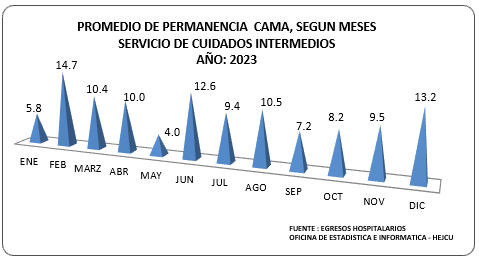 PROMEDIO DE PERMANENCIA CAMA, SEGUN MESES
SERVICIO DE CUIDADOS INTERMEDIOS
AÑO: 2023
5.8
14.7
10.4
10.0
4.0
12.6
9.4
10.5
7.2
8.2
9.5
13.2
ENE
FEB
MARZ
ABR
MAY
JUN
JUL
AGO
SEP
OCT
NOV
DIC
FUENTE : EGRESOS HOSPITALARIOS
OFICINA DE ESTADISTICA E INFORMATICA - HEJCU